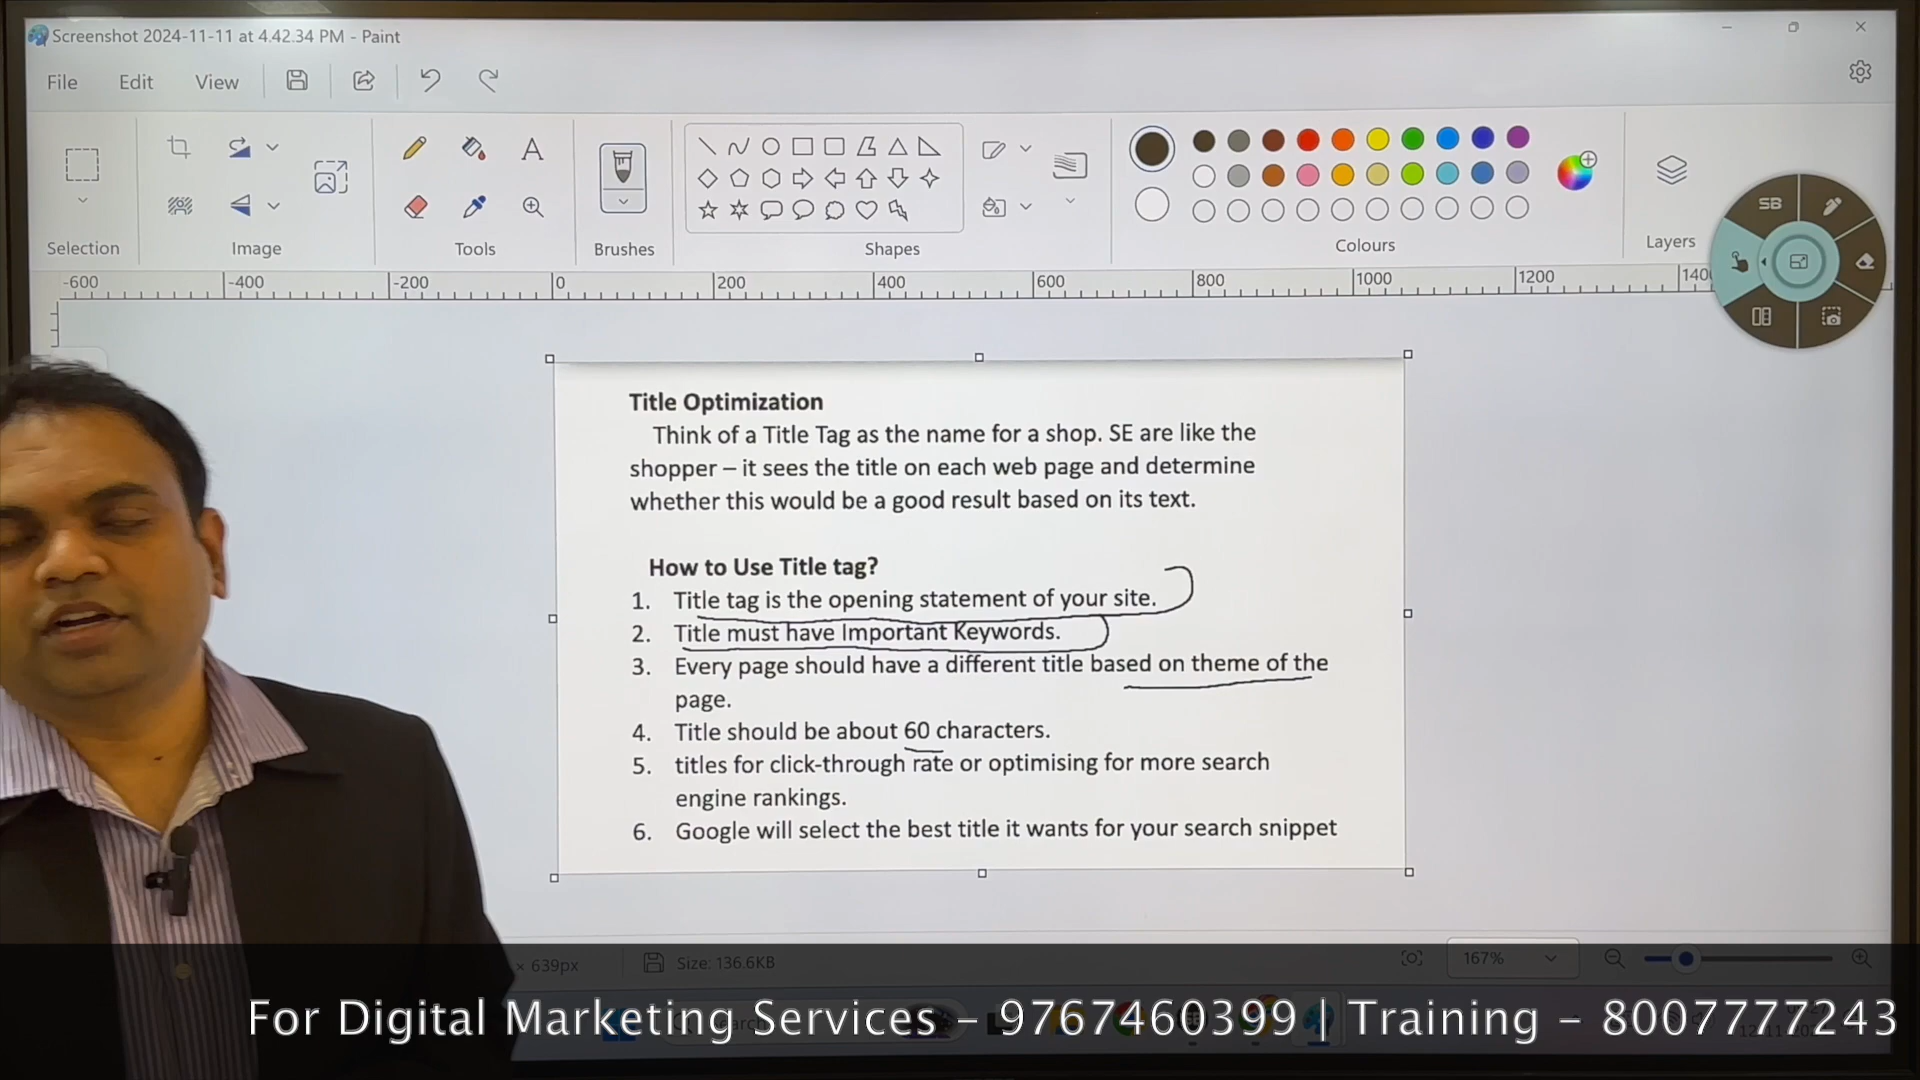 Screenshot 2024-11-11 at 4.42.34 PM - Paint
File Edit View
Selection Image Tools Brushes Shapes Colours Layers
SB
-600 -400 -200 0 200 400 600 800 1000 1200
Title Optimization
Think of a Title Tag as the name for a shop. SE are like the
shopper – it sees the title on each web page and determine
whether this would be a good result based on its text.
How to Use Title tag?
1. Title tag is the opening statement of your site.
2. Title must have Important Keywords.
3. Every page should have a different title based on theme of the
page.
4. Title should be about 60 characters.
5. titles for click-through rate or optimising for more search
engine rankings.
6. Google will select the best title it wants for your search snippet
× 639px Size: 136.6KB 167%
For Digital Marketing Services – 9767460399 | Training – 8007777243